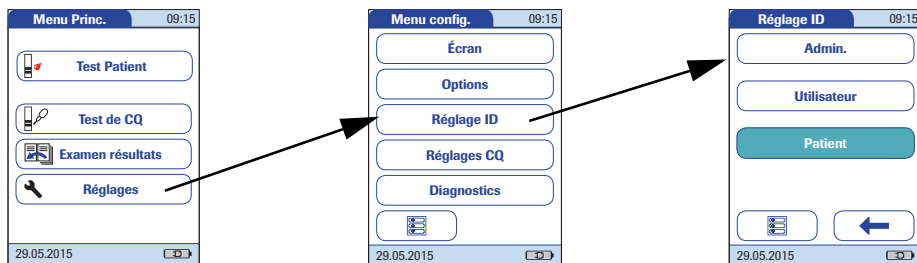 Menu Princ. 09:15
Test Patient
Test de CQ
Examen résultats
Réglages
29.05.2015
Menu config. 09:15
Écran
Options
Réglage ID
Réglages CQ
Diagnostics
29.05.2015
Réglage ID 09:15
Admin.
Utilisateur
Patient
29.05.2015